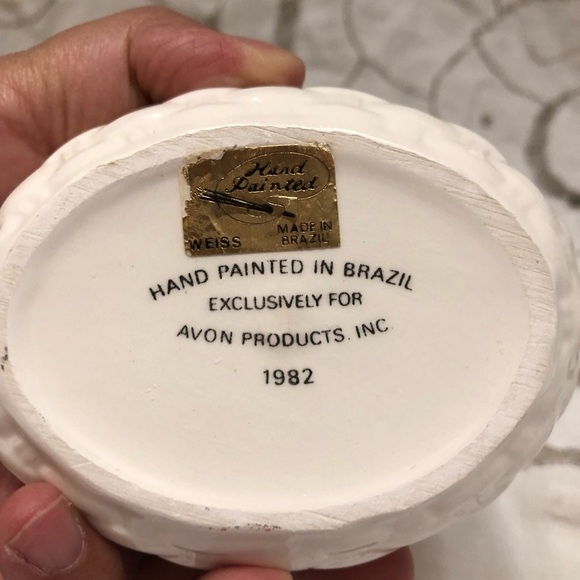 Hand
Painted
WEISS
MADE IN
BRAZIL
HAND PAINTED IN BRAZIL
EXCLUSIVELY FOR
AVON PRODUCTS. INC
1982